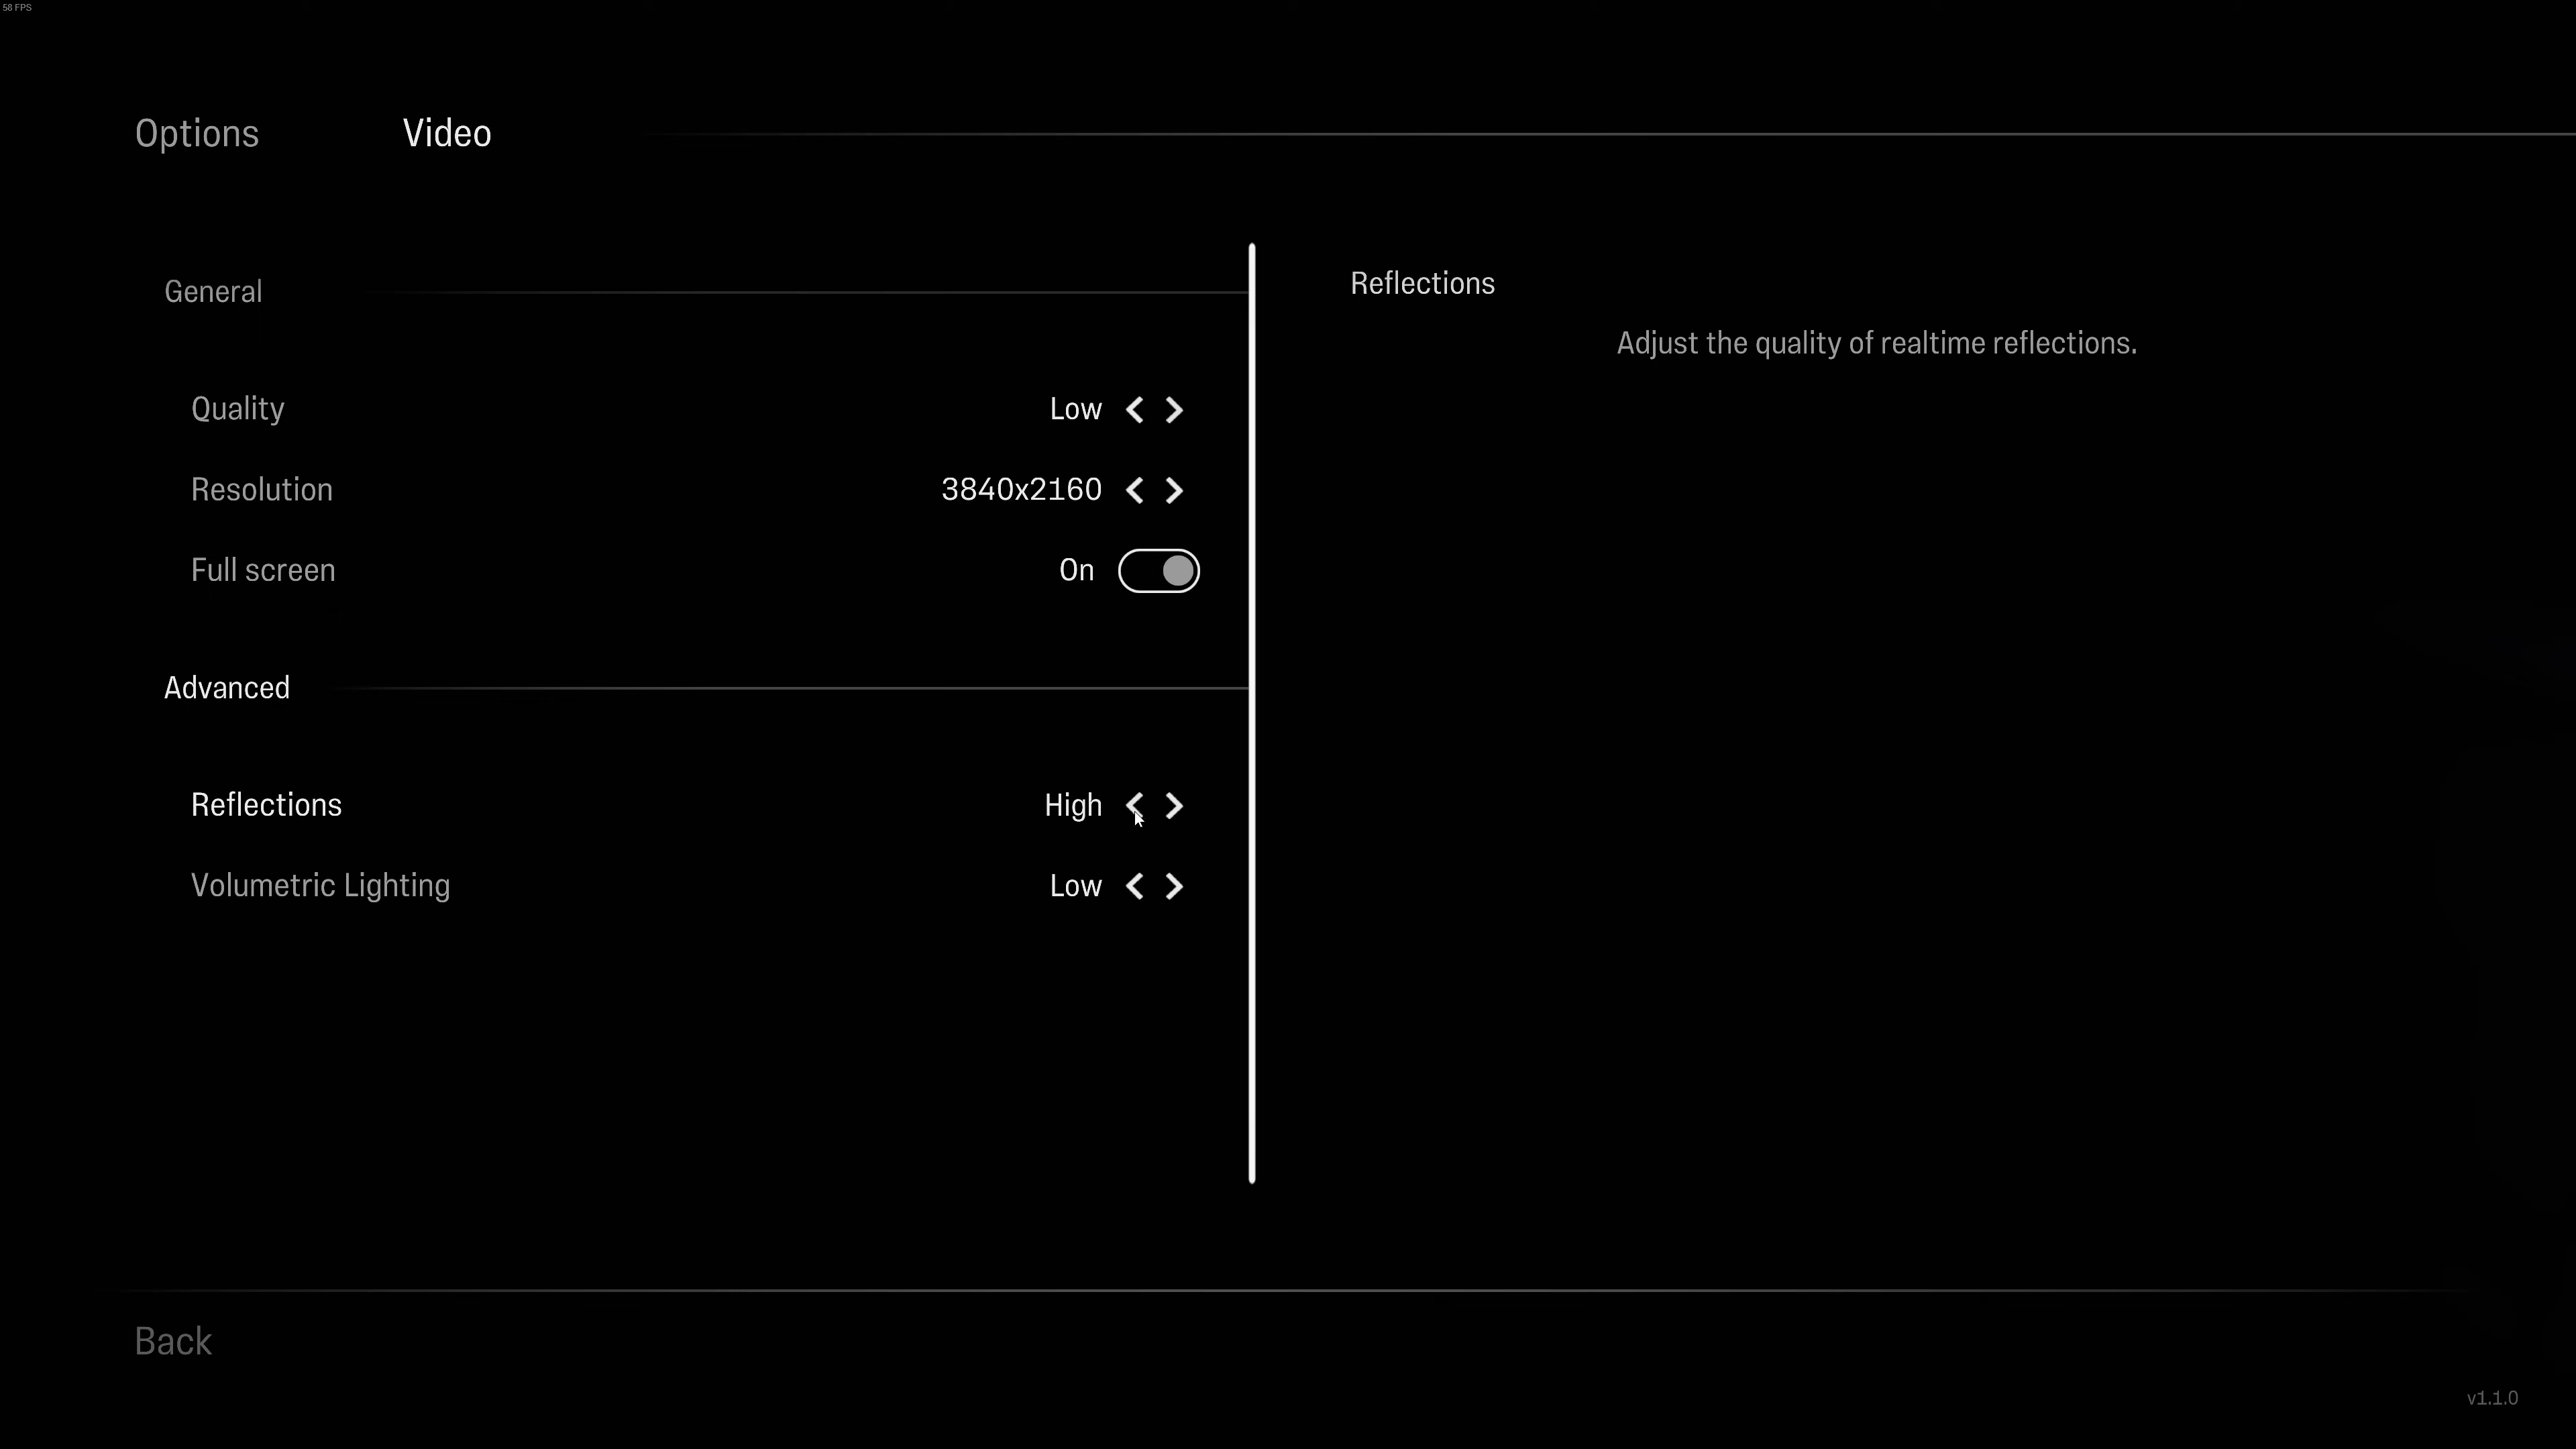 58 FPS
Options Video
General
Quality Low
Resolution 3840x2160
Full screen On
Advanced
Reflections High
Volumetric Lighting Low
Reflections
Adjust the quality of realtime reflections.
Back
v1.1.0